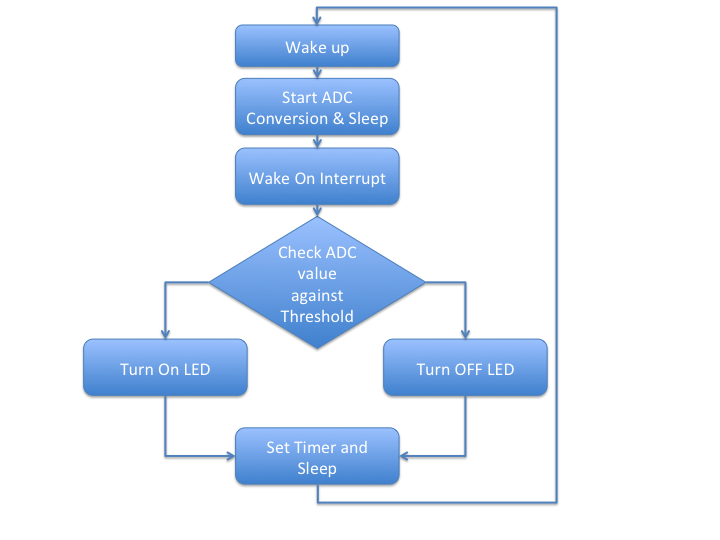 Wake up
Start ADC
Conversion & Sleep
Wake On Interrupt
Check ADC
value
against
Threshold
Turn On LED
Turn OFF LED
Set Timer and
Sleep